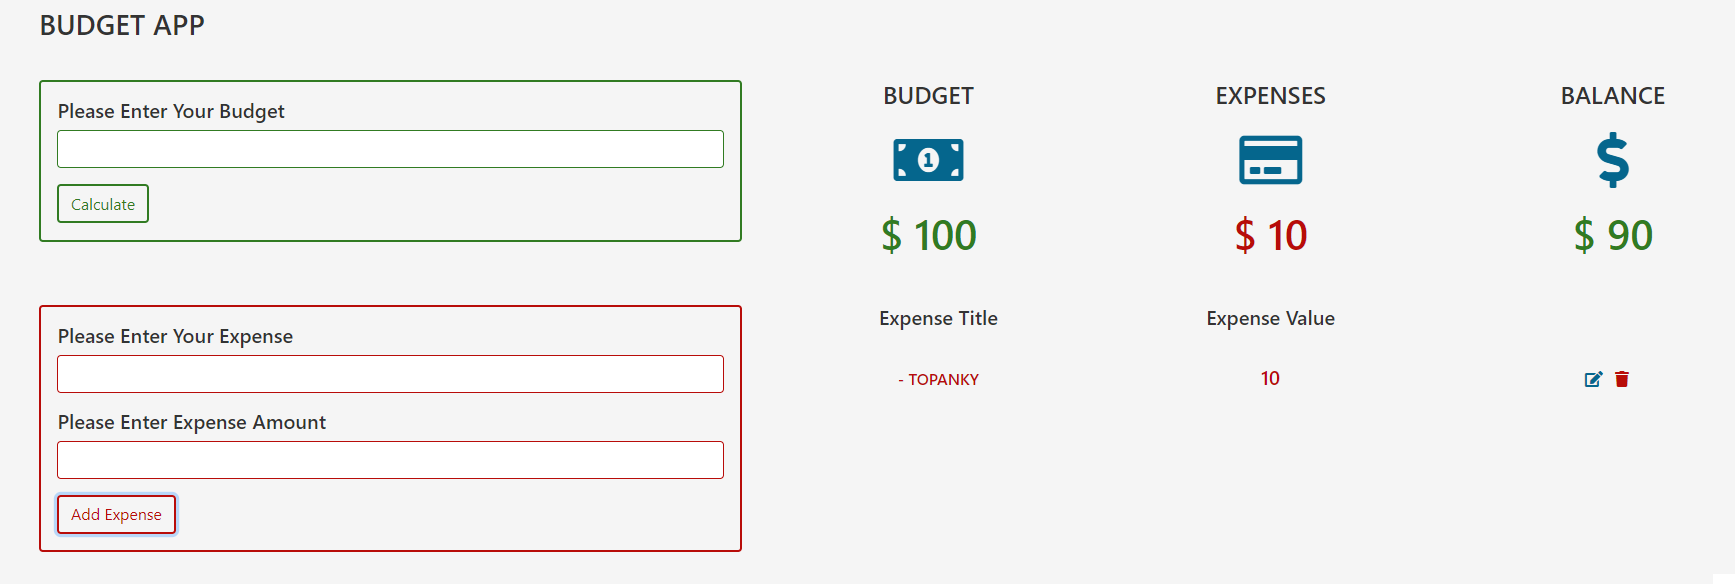 BUDGET APP
Please Enter Your Budget
Calculate
BUDGET
EXPENSES
BALANCE
1
$ 100
$ 10
$ 90
Please Enter Your Expense
Please Enter Expense Amount
Add Expense
Expense Title
Expense Value
- TOPANKY
10